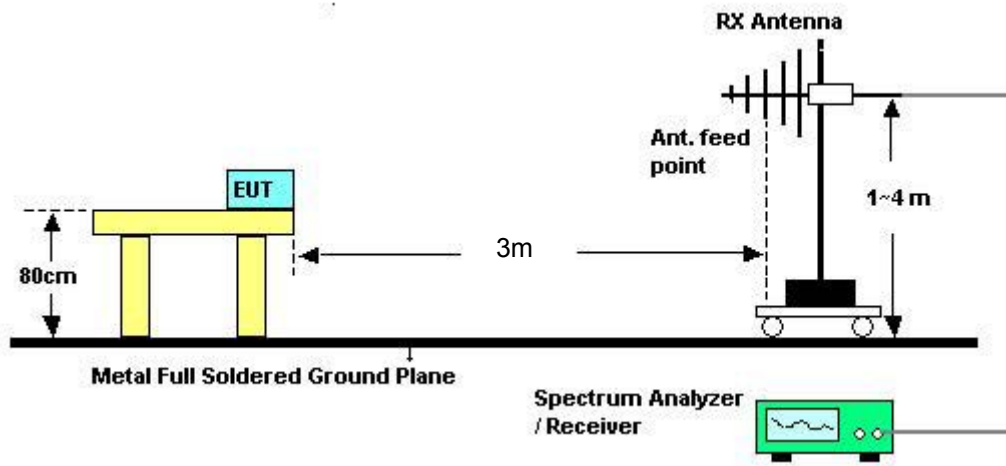 RX Antenna
Ant. feed
point
EUT
1~4 m
3m
80cm
Metal Full Soldered Ground Plane
Spectrum Analyzer
/ Receiver